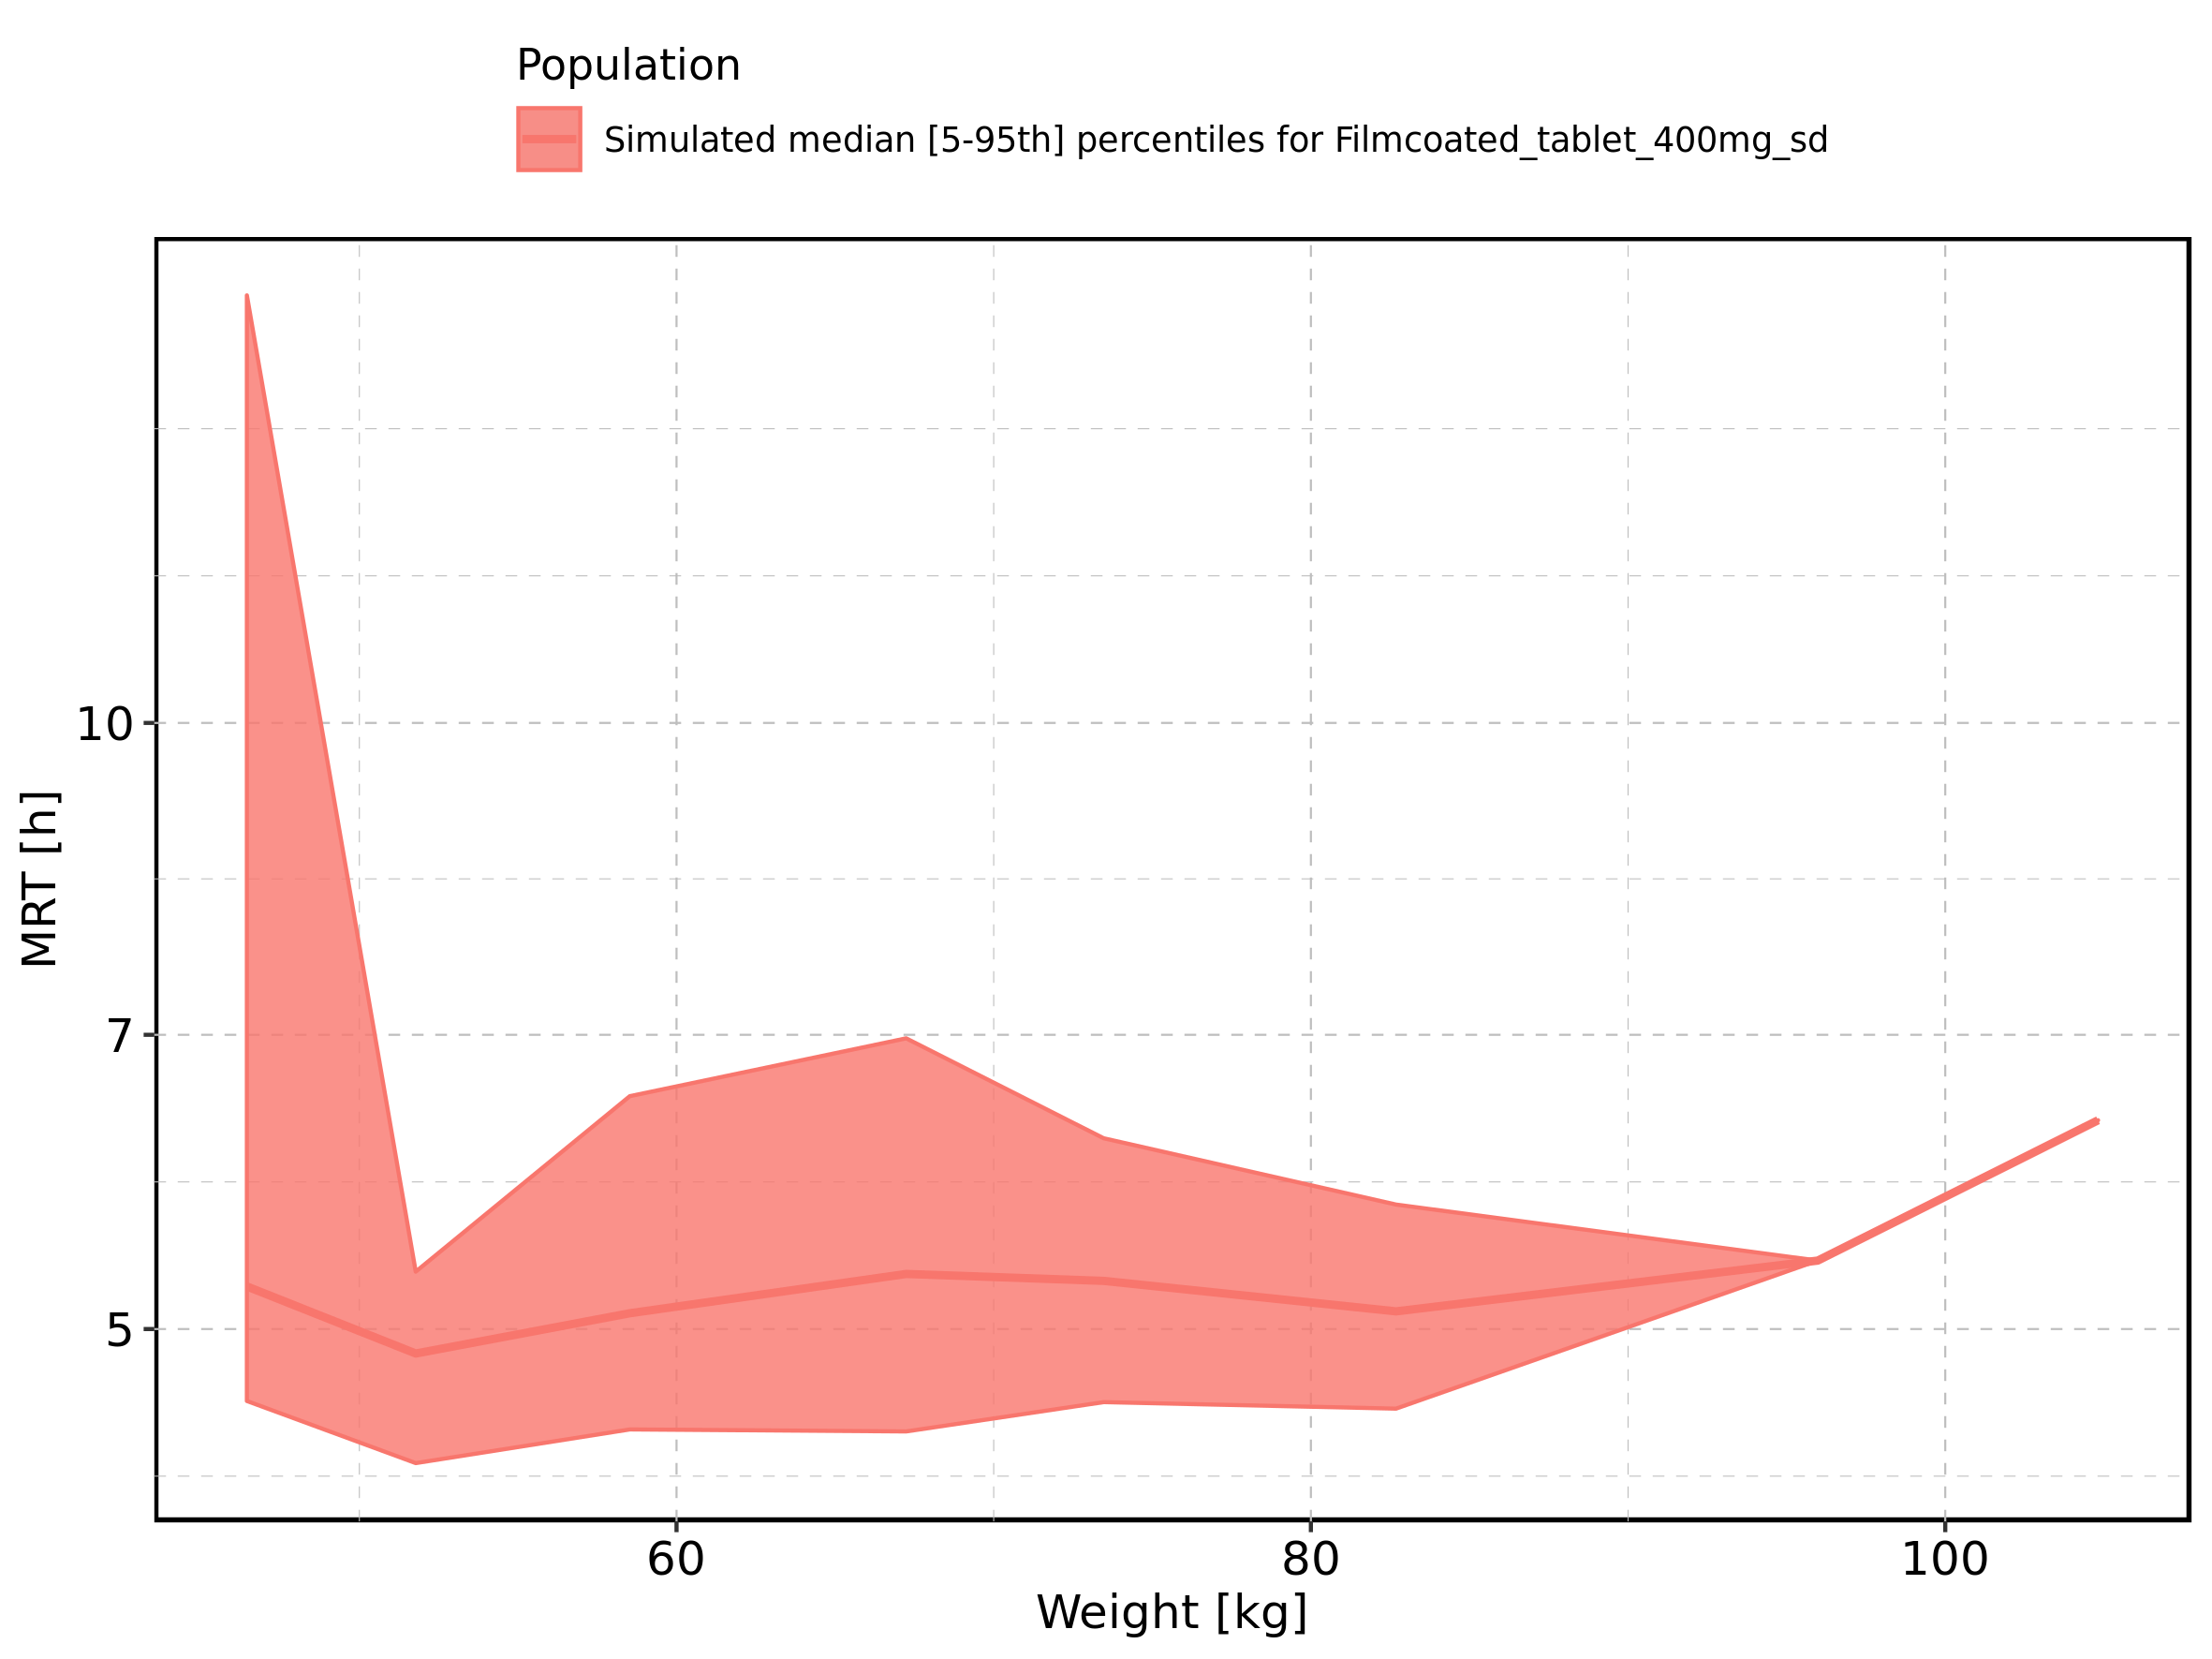 Population
Simulated median [5-95th] percentiles for Filmcoated_tablet_400mg_sd
10
7
5
MRT [h]
60
80
100
Weight [kg]